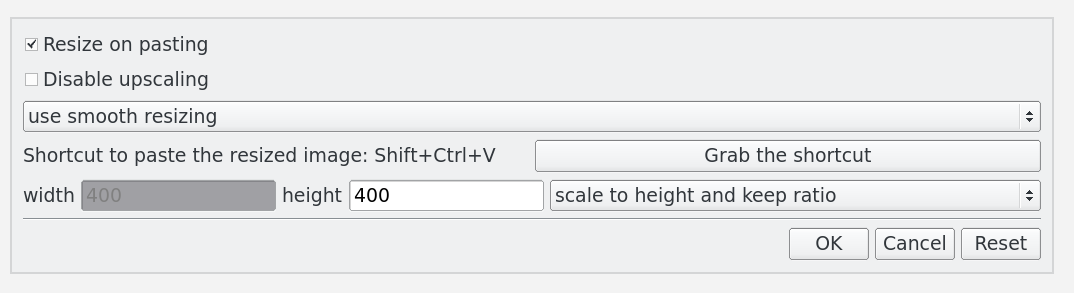 Resize on pasting
Disable upscaling
use smooth resizing
Shortcut to paste the resized image: Shift+Ctrl+V Grab the shortcut
width 400 height 400 scale to height and keep ratio
OK Cancel Reset